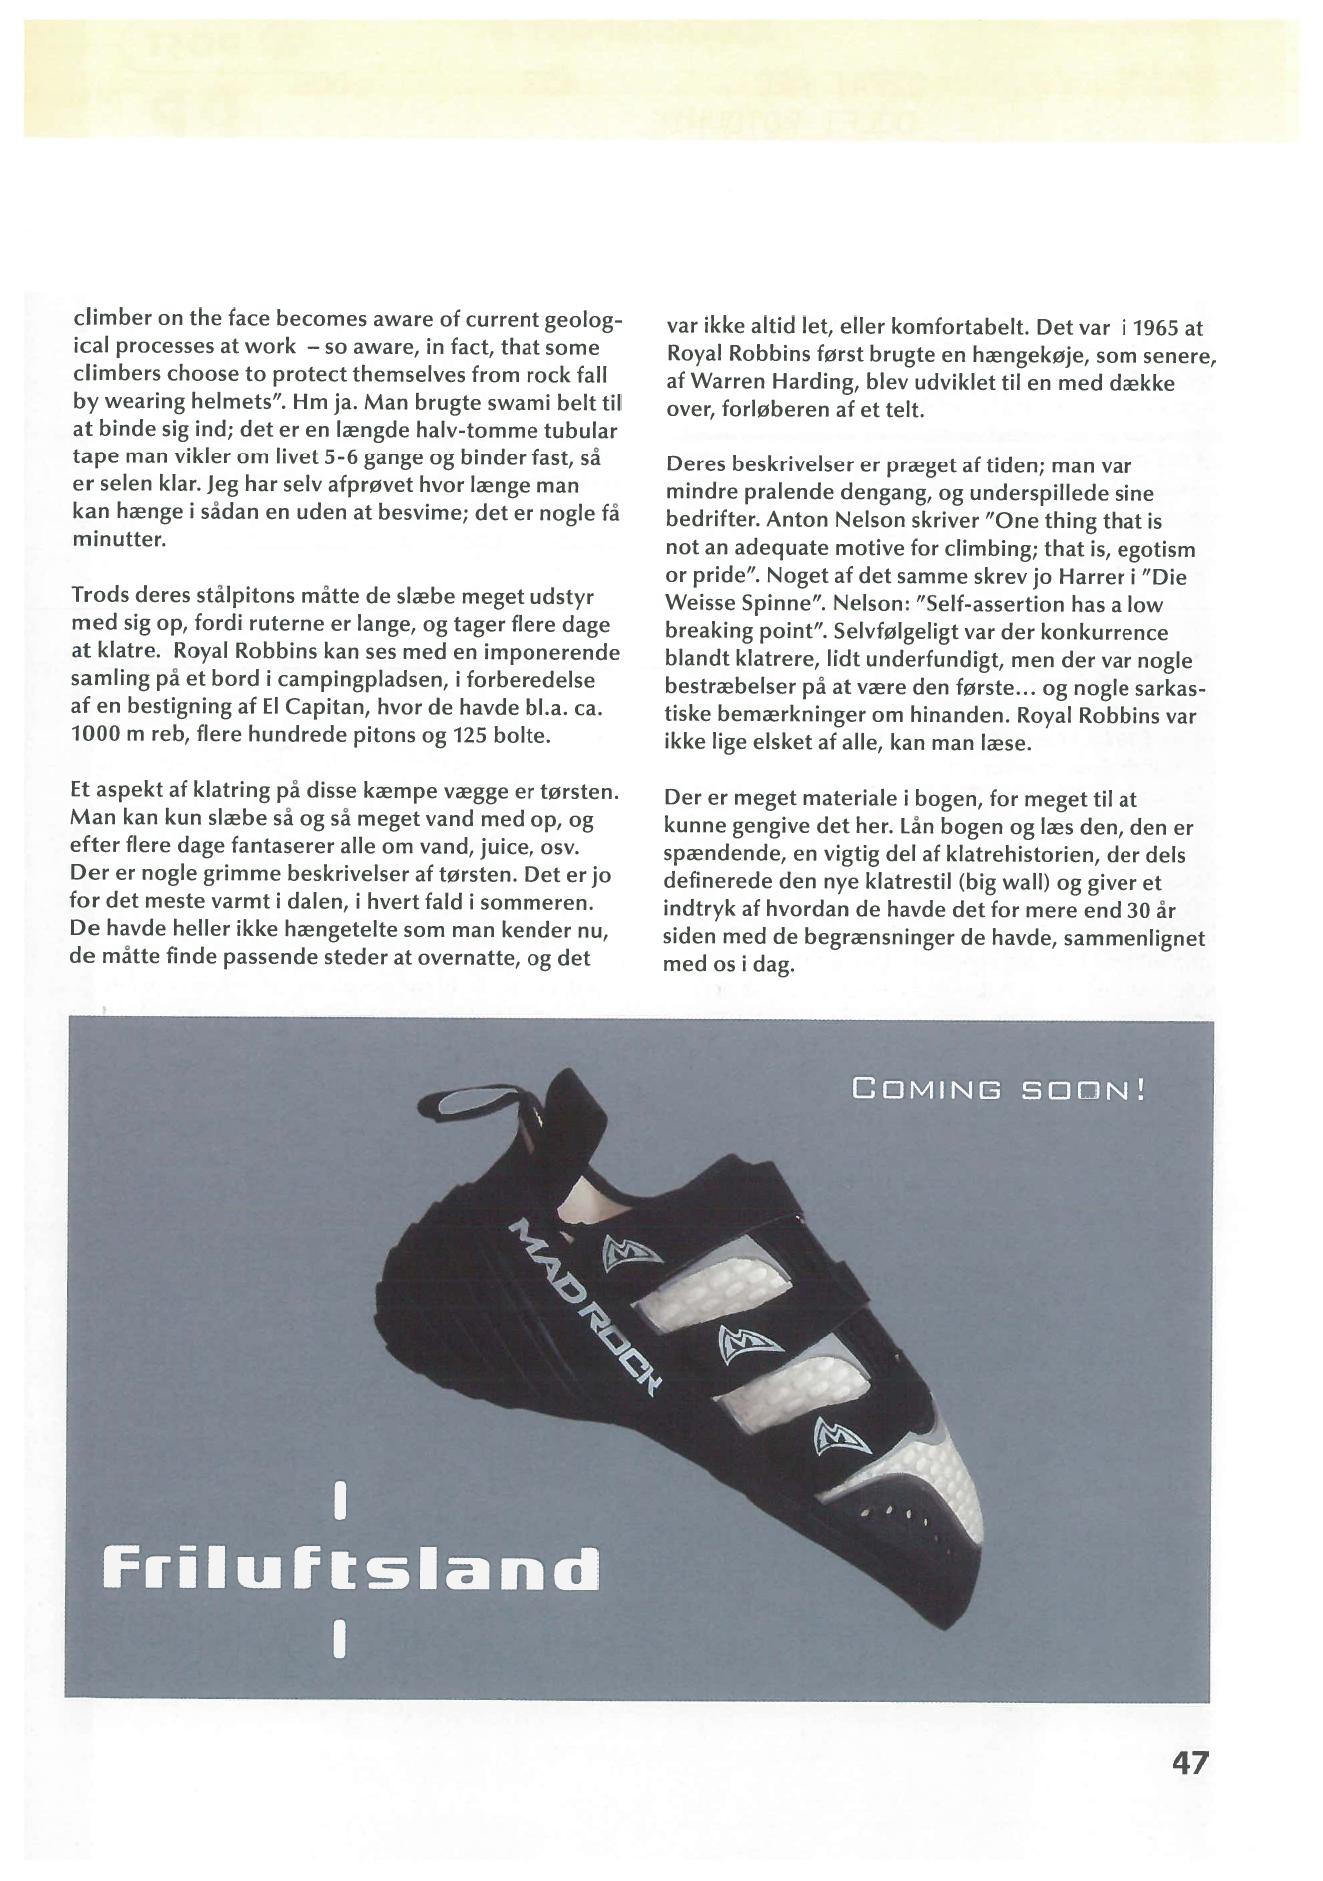 climber on the face becomes aware of current geolog-
ical processes at work – so aware, in fact, that some
climbers choose to protect themselves from rock fall
by wearing helmets". Hm ja. Man brugte swami belt til
at binde sig ind; det er en længde halv-tomme tubular
tape man vikler om livet 5-6 gange og binder fast, så
er selen klar. Jeg har selv afprøvet hvor længe man
kan hænge i sådan en uden at besvime; det er nogle få
minutter.
Trods deres stålpitons måtte de slæbe meget udstyr
med sig op, fordi ruterne er lange, og tager flere dage
at klatre. Royal Robbins kan ses med en imponerende
samling på et bord i campingpladsen, i forberedelse
af en bestigning af El Capitan, hvor de havde bl.a. ca.
1000 m reb, flere hundrede pitons og 125 bolte.
Et aspekt af klatring på disse kæmpe vægge er tørsten.
Man kan kun slæbe så og så meget vand med op, og
efter flere dage fantaserer alle om vand, juice, osv.
Der er nogle grimme beskrivelser af tørsten. Det er jo
for det meste varmt i dalen, i hvert fald i sommeren.
De havde heller ikke hængetelte som man kender nu,
de måtte finde passende steder at overnatte, og det
var ikke altid let, eller komfortabelt. Det var i 1965 at
Royal Robbins først brugte en hængekøje, som senere,
af Warren Harding, blev udviklet til en med dække
over, forløberen af et telt.
Deres beskrivelser er præget af tiden; man var
mindre pralende dengang, og underspillede sine
bedrifter. Anton Nelson skriver "One thing that is
not an adequate motive for climbing; that is, egotism
or pride". Noget af det samme skrev jo Harrer i "Die
Weisse Spinne". Nelson: "Self-assertion has a low
breaking point". Selvfølgeligt var der konkurrence
blandt klatrere, lidt underfundigt, men der var nogle
bestræbelser på at være den første... og nogle sarkas-
tiske bemærkninger om hinanden. Royal Robbins var
ikke lige elsket af alle, kan man læse.
Der er meget materiale i bogen, for meget til at
kunne gengive det her. Lån bogen og læs den, den er
spændende, en vigtig del af klatrehistorien, der dels
definerede den nye klatrestil (big wall) og giver et
indtryk af hvordan de havde det for mere end 30 år
siden med de begrænsninger de havde, sammenlignet
med os i dag.
COMING SOON!
MAD ROCK
Friluftsland
47